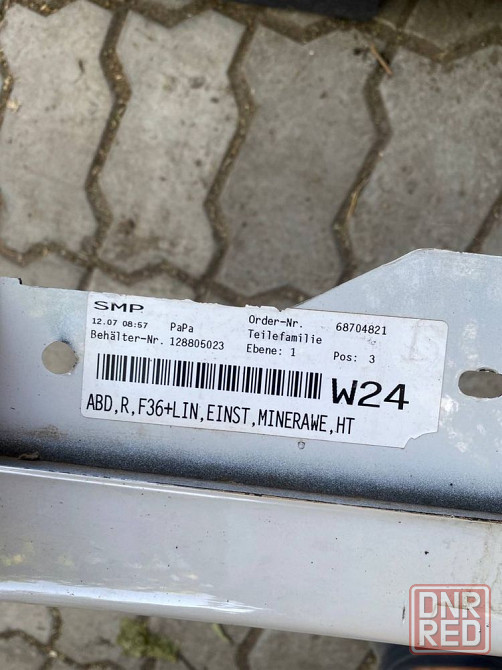 SMP
12.07 08:57 PaPa Order-Nr. 68704821
Teilefamilie
Behälter-Nr. 128805023 Ebene: 1 Pos: 3
W24
ABD,R,F36+LIN,EINST,MINERAWE,HT
DNR
RED